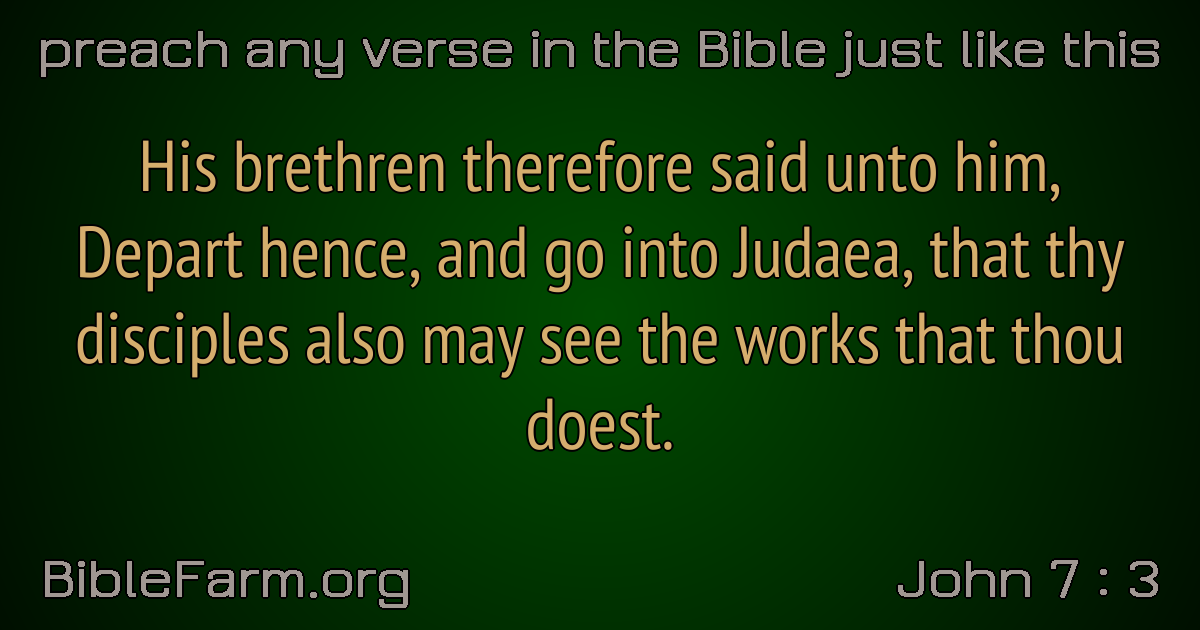 preach any verse in the Bible just like this
His brethren therefore said unto him,
Depart hence, and go into Judaea, that thy
disciples also may see the works that thou
doest.
BibleFarm.org
John 7 : 3